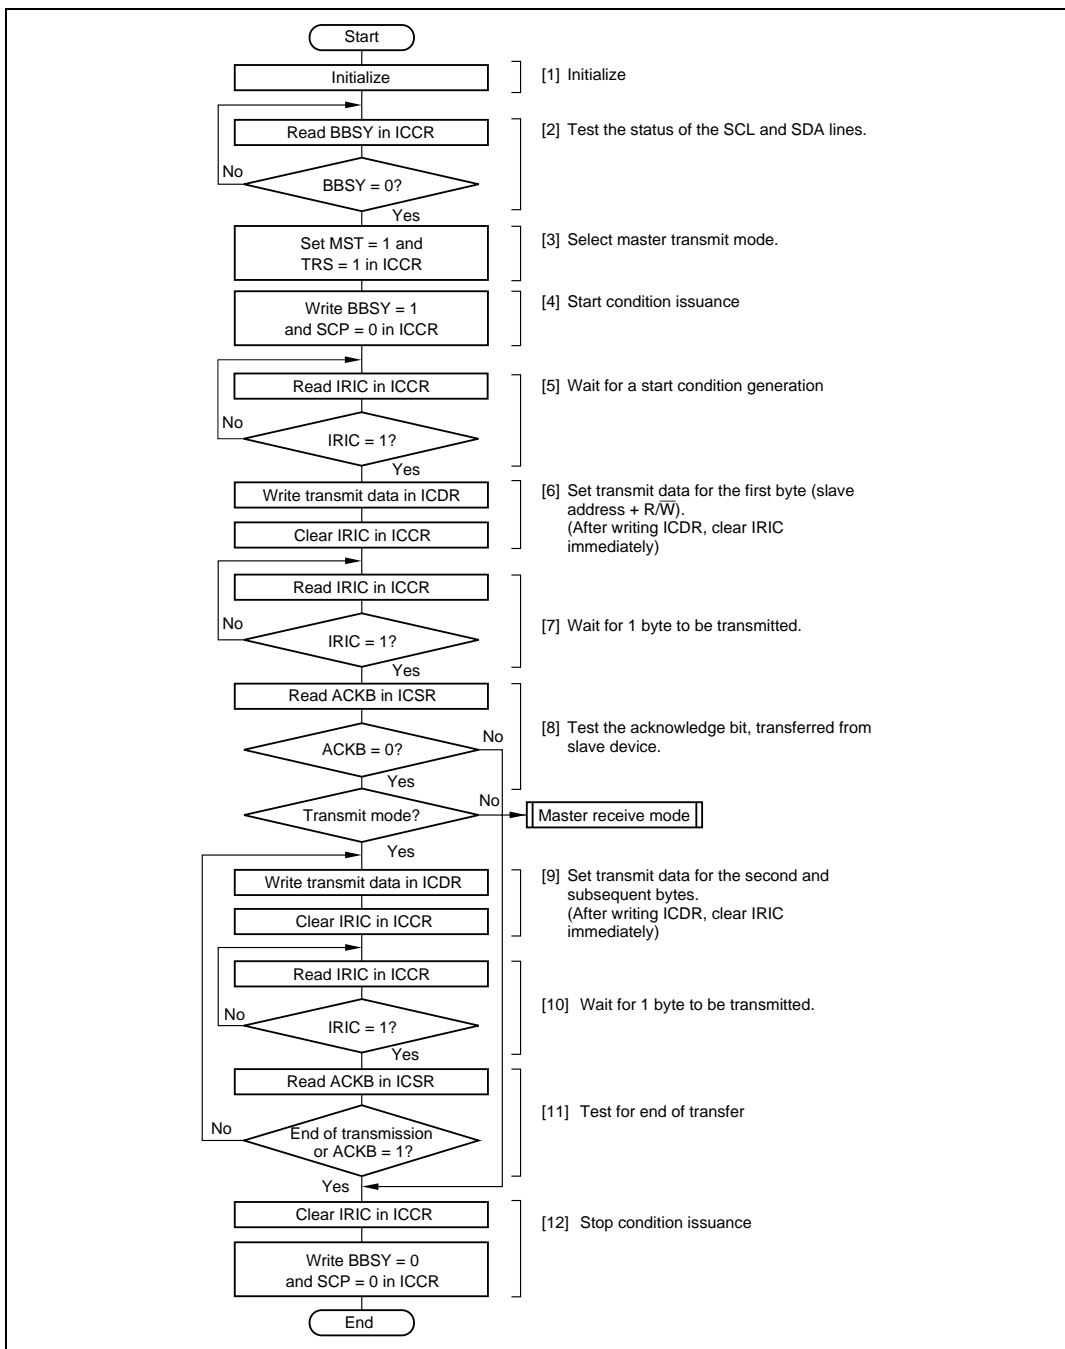 Start
Initialize
[1] Initialize
Read BBSY in ICCR
[2] Test the status of the SCL and SDA lines.
No
BBSY = 0?
Yes
Set MST = 1 and
TRS = 1 in ICCR
[3] Select master transmit mode.
Write BBSY = 1
and SCP = 0 in ICCR
[4] Start condition issuance
Read IRIC in ICCR
[5] Wait for a start condition generation
No
IRIC = 1?
Yes
Write transmit data in ICDR
Clear IRIC in ICCR
[6] Set transmit data for the first byte (slave
address + R/W̅).
(After writing ICDR, clear IRIC
immediately)
Read IRIC in ICCR
No
IRIC = 1?
[7] Wait for 1 byte to be transmitted.
Yes
Read ACKB in ICSR
ACKB = 0?
No
[8] Test the acknowledge bit, transferred from
slave device.
Yes
Transmit mode?
No
Master receive mode
Yes
Write transmit data in ICDR
Clear IRIC in ICCR
[9] Set transmit data for the second and
subsequent bytes.
(After writing ICDR, clear IRIC
immediately)
Read IRIC in ICCR
[10] Wait for 1 byte to be transmitted.
No
IRIC = 1?
Yes
Read ACKB in ICSR
[11] Test for end of transfer
No
End of transmission
or ACKB = 1?
Yes
Clear IRIC in ICCR
[12] Stop condition issuance
Write BBSY = 0
and SCP = 0 in ICCR
End